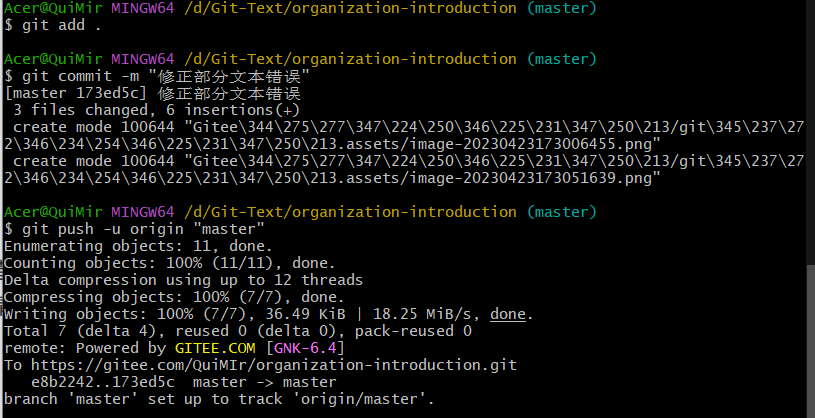 Acer@QuiMir MINGW64 /d/Git-Text/organization-introduction (master)
$ git add .
Acer@QuiMir MINGW64 /d/Git-Text/organization-introduction (master)
$ git commit -m "修正部分文本错误"
[master 173ed5c] 修正部分文本错误
 3 files changed, 6 insertions(+)
 create mode 100644 "Gitee\344\275\277\347\224\250\346\225\231\347\250\213/git\345\237\27
2\346\234\254\346\225\231\347\250\213.assets/image-20230423173006455.png"
 create mode 100644 "Gitee\344\275\277\347\224\250\346\225\231\347\250\213/git\345\237\27
2\346\234\254\346\225\231\347\250\213.assets/image-20230423173051639.png"
Acer@QuiMir MINGW64 /d/Git-Text/organization-introduction (master)
$ git push -u origin "master"
Enumerating objects: 11, done.
Counting objects: 100% (11/11), done.
Delta compression using up to 12 threads
Compressing objects: 100% (7/7), done.
Writing objects: 100% (7/7), 36.49 KiB | 18.25 MiB/s, done.
Total 7 (delta 4), reused 0 (delta 0), pack-reused 0
remote: Powered by GITEE.COM [GNK-6.4]
To https://gitee.com/QuiMIr/organization-introduction.git
   e8b2242..173ed5c  master -> master
branch 'master' set up to track 'origin/master'.